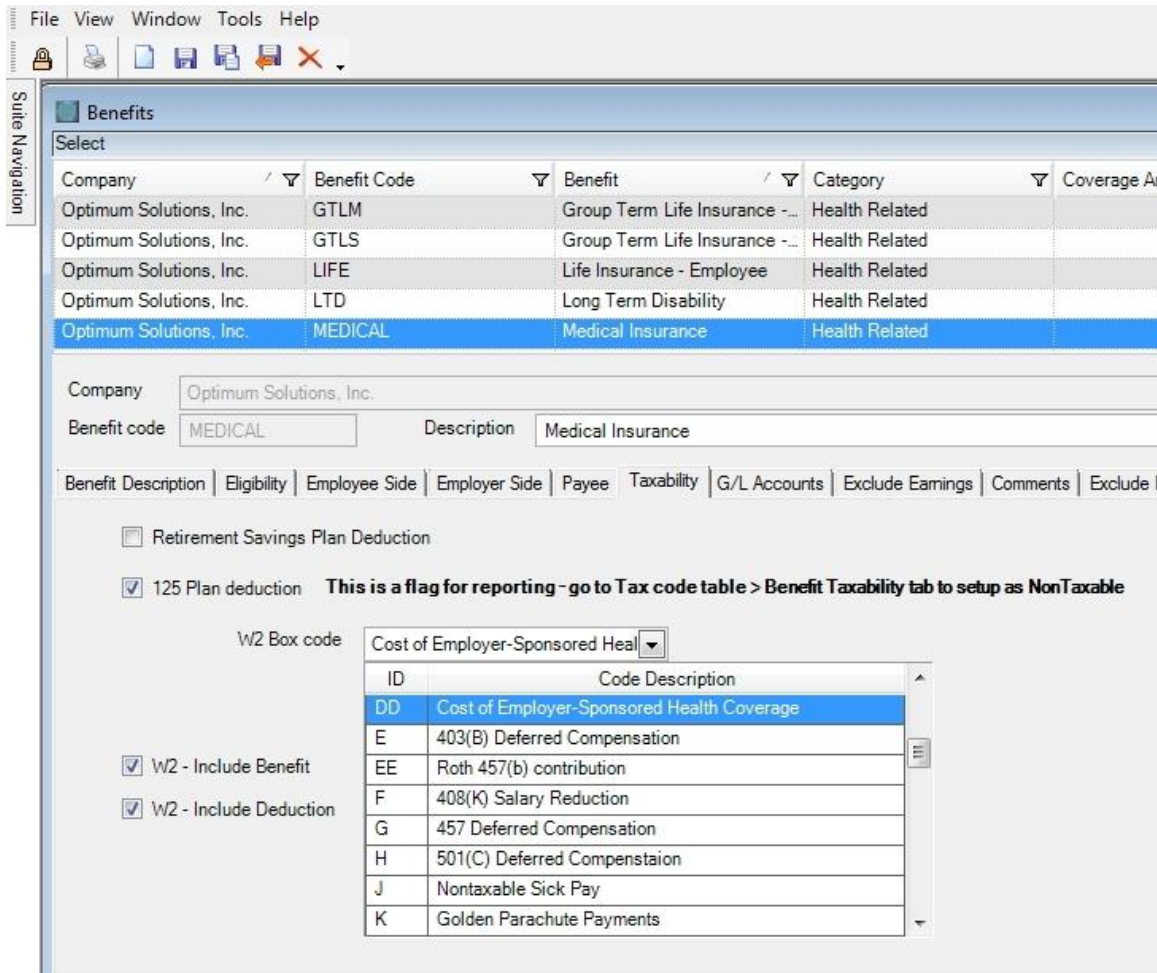 File View Window Tools Help
Suite Navigation
Benefits
Select
Company Benefit Code Benefit Category Coverage A
Optimum Solutions, Inc. GTLM Group Term Life Insurance -... Health Related
Optimum Solutions, Inc. GTLS Group Term Life Insurance -... Health Related
Optimum Solutions, Inc. LIFE Life Insurance - Employee Health Related
Optimum Solutions, Inc. LTD Long Term Disability Health Related
Optimum Solutions, Inc. MEDICAL Medical Insurance Health Related
Company Optimum Solutions, Inc.
Benefit code MEDICAL Description Medical Insurance
Benefit Description Eligibility Employee Side Employer Side Payee Taxability G/L Accounts Exclude Earnings Comments Exclude
Retirement Savings Plan Deduction
125 Plan deduction This is a flag for reporting - go to Tax code table > Benefit Taxability tab to setup as NonTaxable
W2 Box code Cost of Employer-Sponsored Heal
ID Code Description
DD Cost of Employer-Sponsored Health Coverage
E 403(B) Deferred Compensation
W2 - Include Benefit EE Roth 457(b) contribution
F 408(K) Salary Reduction
W2 - Include Deduction
G 457 Deferred Compensation
H 501(C) Deferred Compenstaion
J Nontaxable Sick Pay
K Golden Parachute Payments